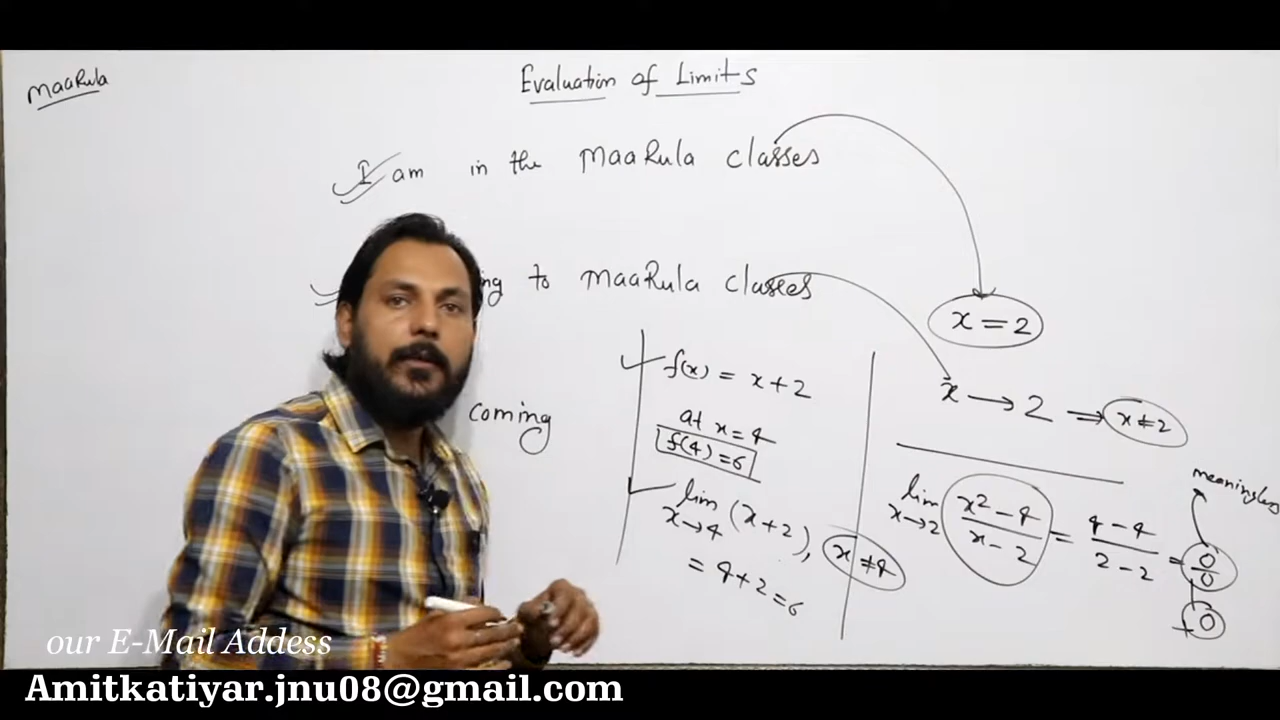 MaaRula
Evaluation of Limits
I am in the MaaRula classes
ing to MaaRula classes
coming
x = 2
f(x) = x + 2
at x = 4
f(4) = 6
lim x→4 (x + 2), x ≠ 4
= 4 + 2 = 6
x → 2 ⇒ x ≠ 2
lim x→2 x² - 4 / x - 2 = 4 - 4 / 2 - 2 = 0 / 0
meaningless
0
our E-Mail Addess
Amitkatiyar.jnu08@gmail.com